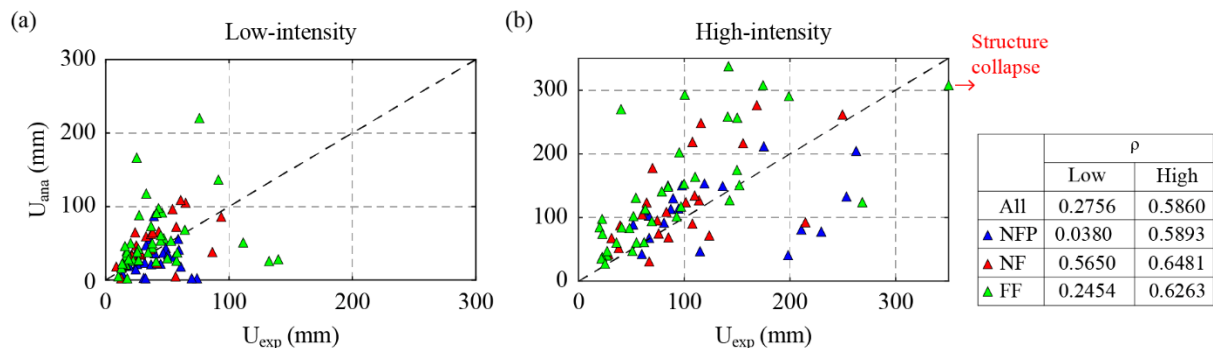 (a)
Low-intensity
300
200
100
0
U_ana (mm)
100
200
300
U_exp (mm)
(b)
High-intensity
300
200
100
0
0
100
200
300
U_exp (mm)
Structure
collapse
ρ
Low High
All 0.2756 0.5860
NFP 0.0380 0.5893
NF 0.5650 0.6481
FF 0.2454 0.6263